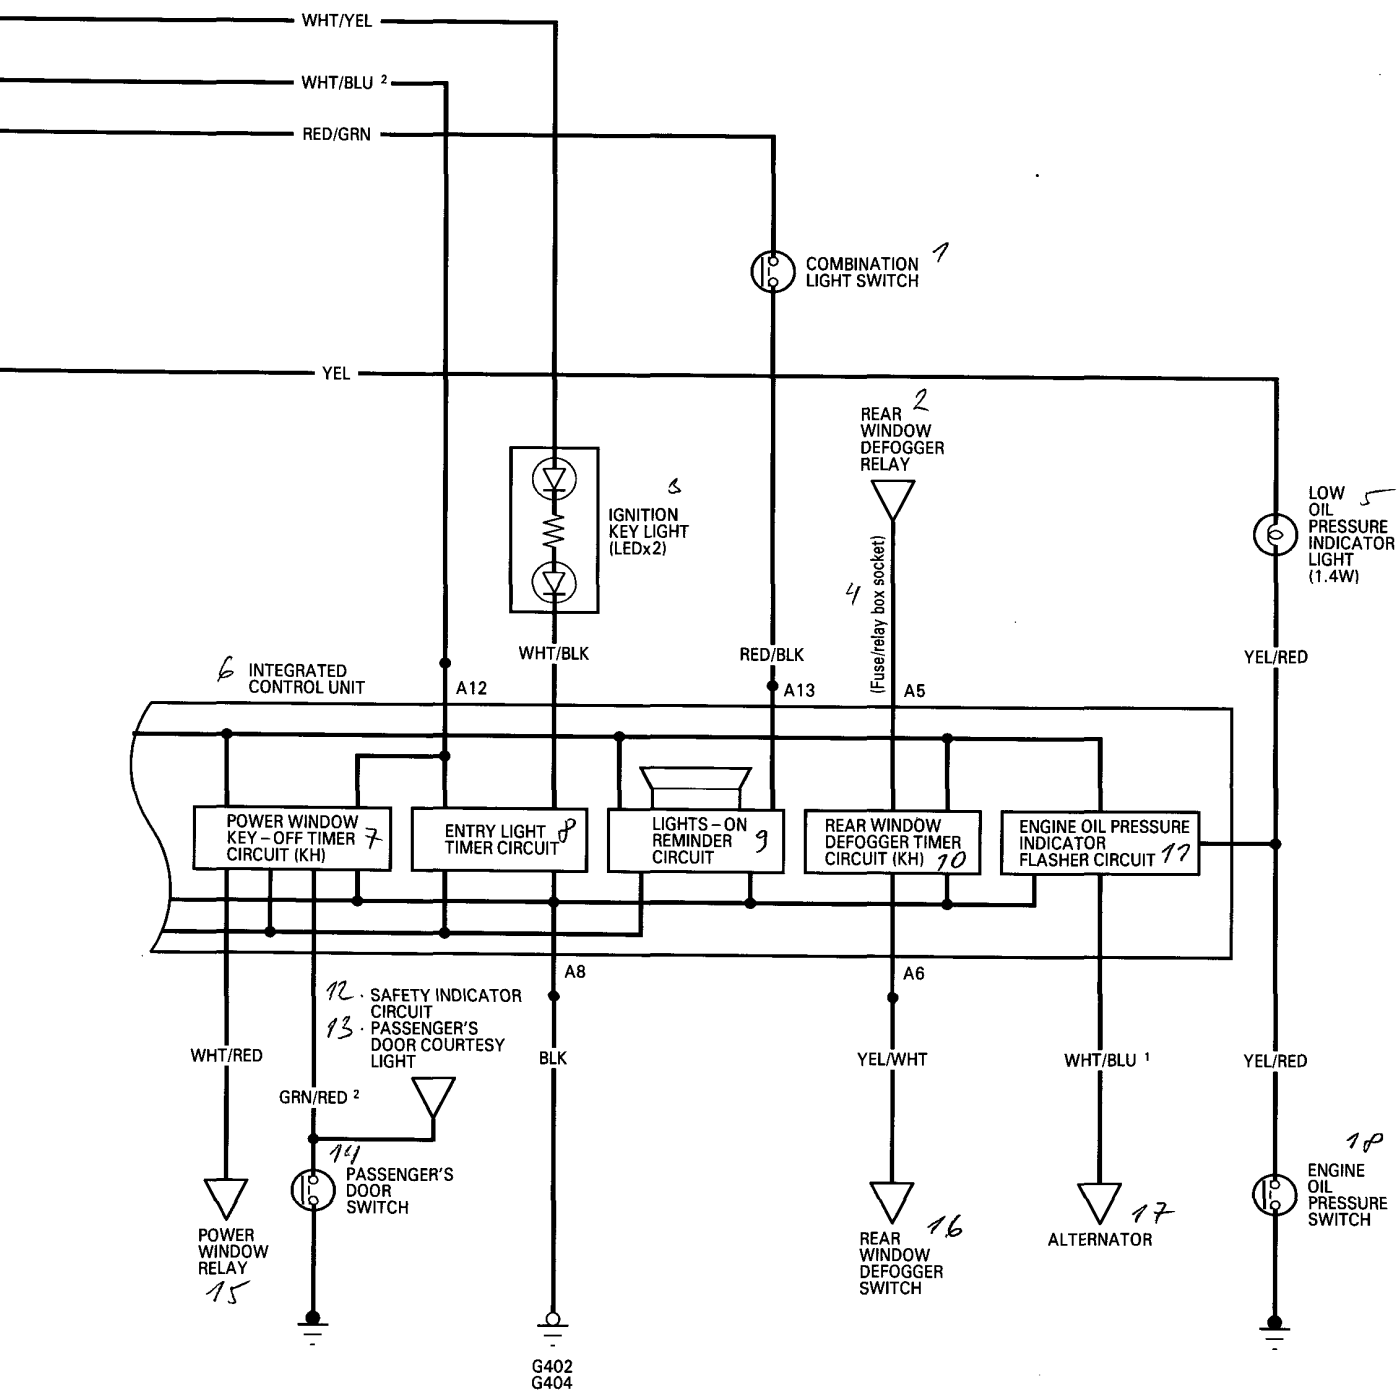 WHT/YEL
WHT/BLU 2
RED/GRN
COMBINATION 1
LIGHT SWITCH
YEL
REAR 2
WINDOW
DEFOGGER
RELAY
3
IGNITION
KEY LIGHT
(LEDx2)
4 (Fuse/relay box socket)
LOW 5
OIL
PRESSURE
INDICATOR
LIGHT
(1.4W)
WHT/BLK
RED/BLK
YEL/RED
6 INTEGRATED
CONTROL UNIT
A12
A13
A5
POWER WINDOW
KEY–OFF TIMER 7
CIRCUIT (KH)
ENTRY LIGHT 8
TIMER CIRCUIT
LIGHTS–ON
REMINDER 9
CIRCUIT
REAR WINDOW
DEFOGGER TIMER
CIRCUIT (KH) 10
ENGINE OIL PRESSURE
INDICATOR
FLASHER CIRCUIT 11
A8
A6
12 · SAFETY INDICATOR
CIRCUIT
13 · PASSENGER'S
DOOR COURTESY
LIGHT
WHT/RED
BLK
YEL/WHT
WHT/BLU 1
YEL/RED
GRN/RED 2
14
PASSENGER'S
DOOR
SWITCH
18
ENGINE
OIL
PRESSURE
SWITCH
POWER
WINDOW
RELAY
15
REAR 16
WINDOW
DEFOGGER
SWITCH
17
ALTERNATOR
G402
G404